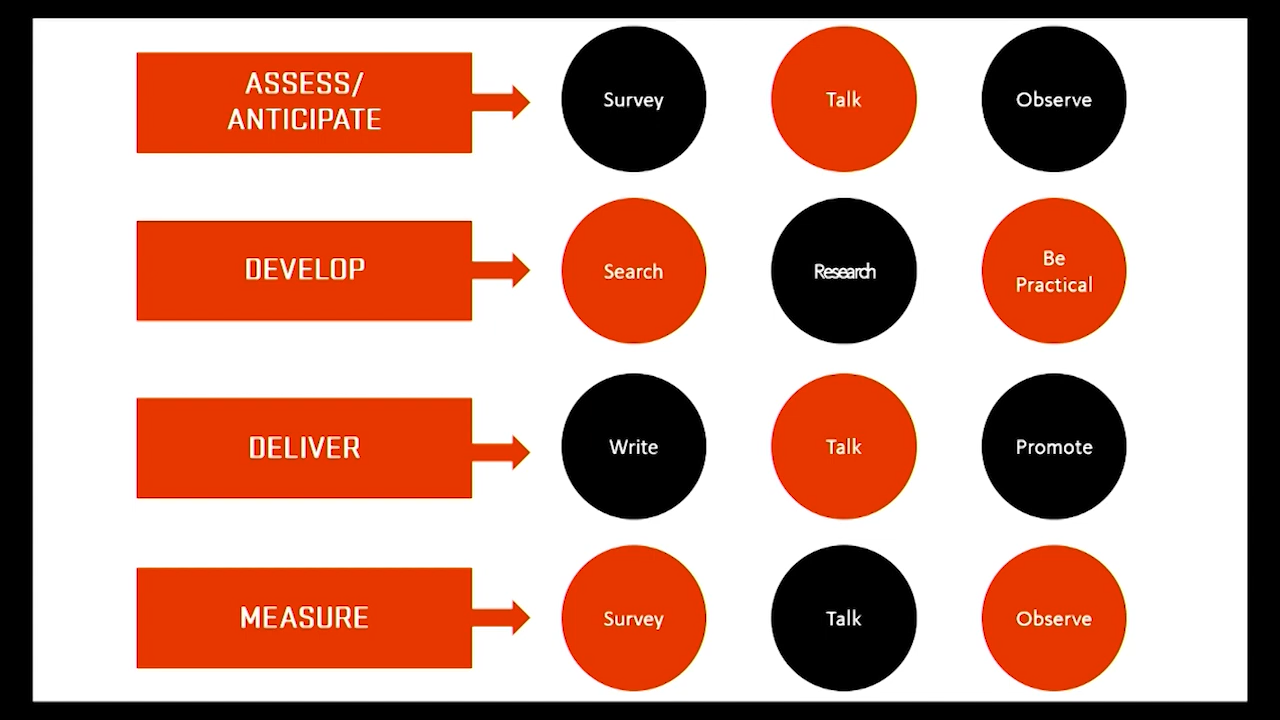 ASSESS/
ANTICIPATE
Survey
Talk
Observe
DEVELOP
Search
Research
Be
Practical
DELIVER
Write
Talk
Promote
MEASURE
Survey
Talk
Observe